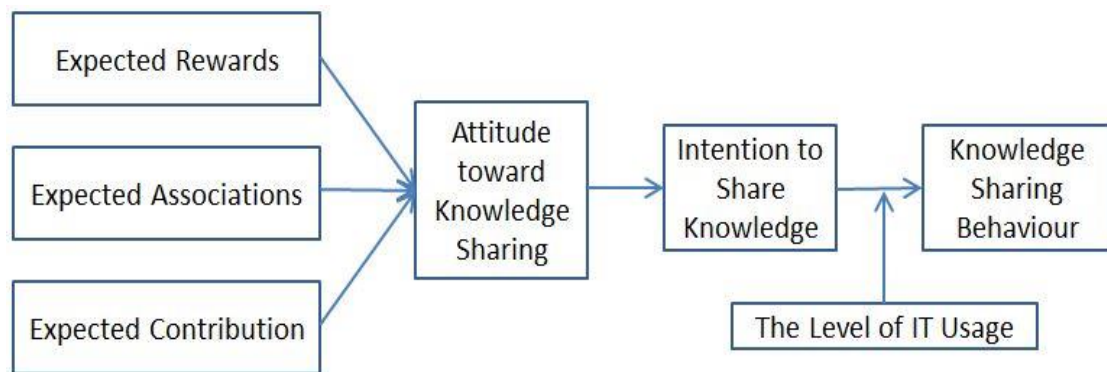 Expected Rewards
Expected Associations
Expected Contribution
Attitude
toward
Knowledge
Sharing
Intention to
Share
Knowledge
Knowledge
Sharing
Behaviour
The Level of IT Usage